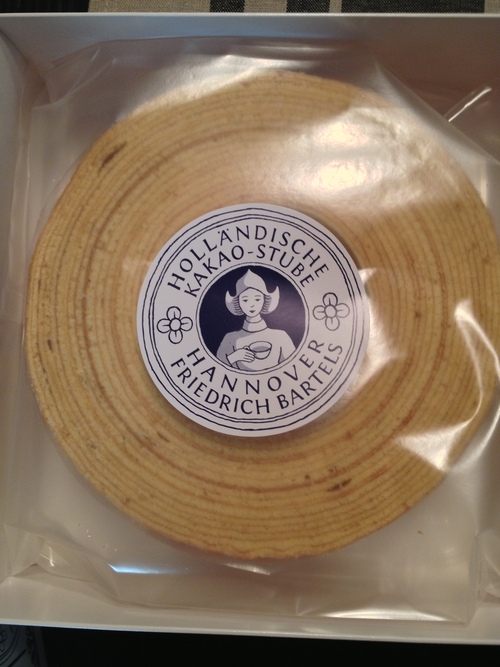 HOLLÄNDISCHE
KAKAO-STUBE
HANNOVER
FRIEDRICH BARTELS